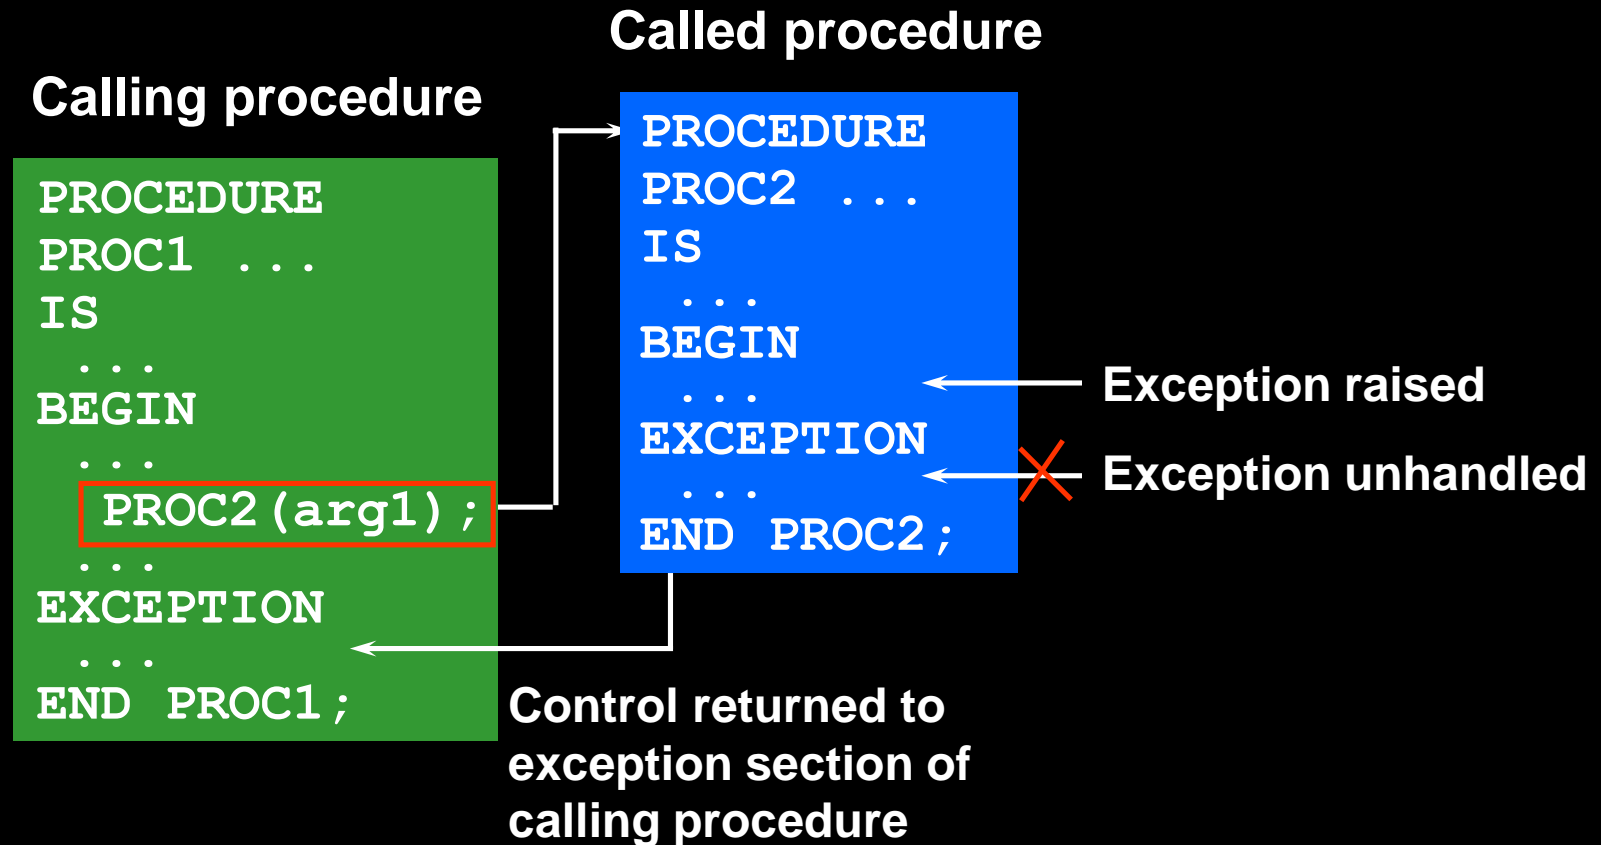 Called procedure
Calling procedure
PROCEDURE
PROC1 ...
IS
...
BEGIN
...
PROC2(arg1);
...
EXCEPTION
...
END PROC1;
PROCEDURE
PROC2 ...
IS
...
BEGIN
...
EXCEPTION
...
END PROC2;
Exception raised
Exception unhandled
Control returned to
exception section of
calling procedure